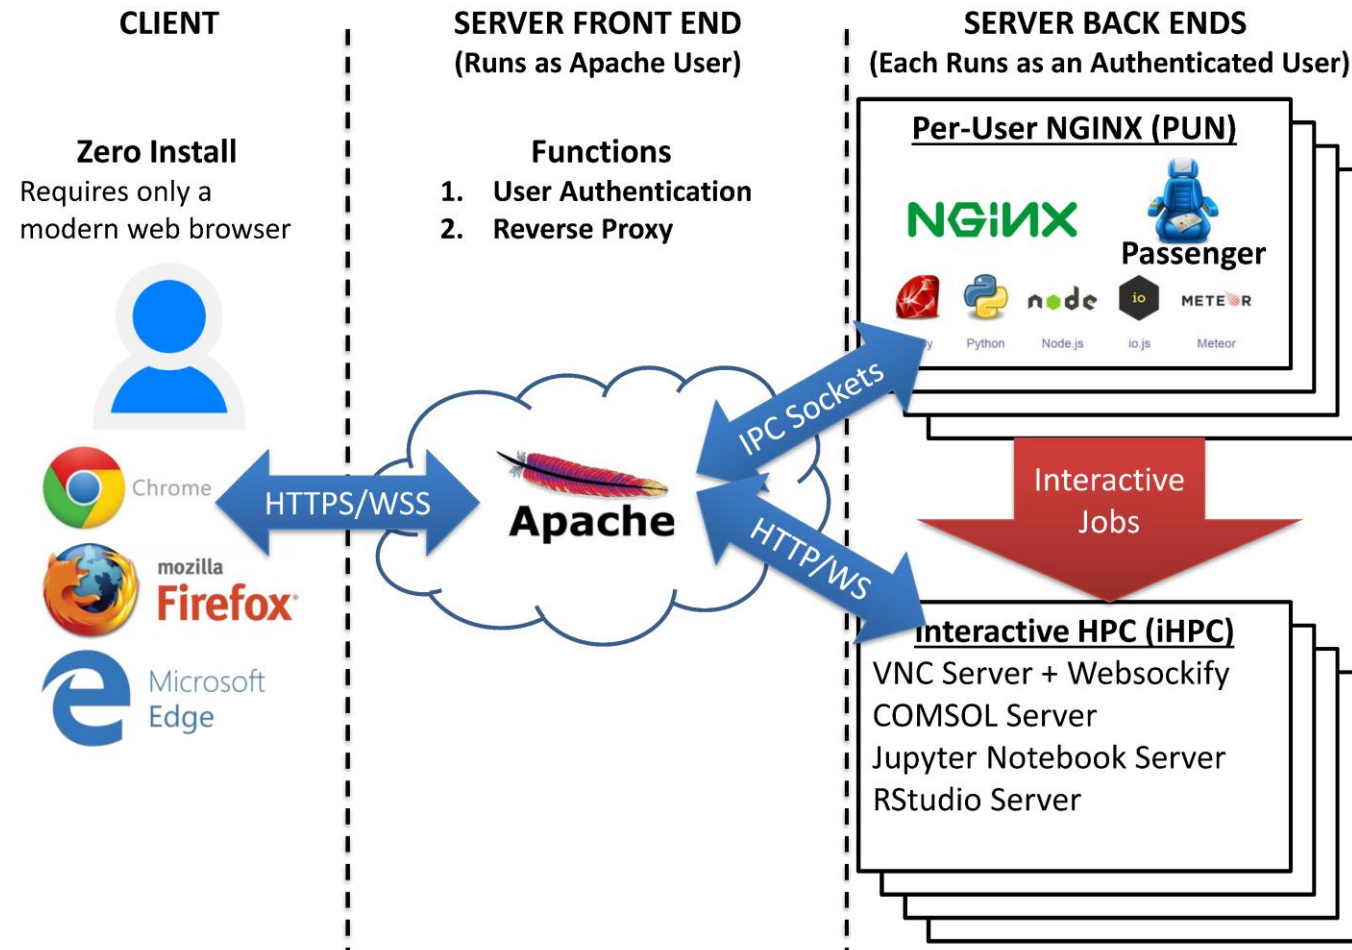 CLIENT
Zero Install
Requires only a
modern web browser
Chrome
mozilla
Firefox
Microsoft
Edge
HTTPS/WSS
SERVER FRONT END
(Runs as Apache User)
Functions
1. User Authentication
2. Reverse Proxy
Apache
IPC Sockets
HTTP/WS
SERVER BACK ENDS
(Each Runs as an Authenticated User)
Per-User NGINX (PUN)
NGINX
Passenger
node
io
METEOR
Python
Node.js
io.js
Meteor
Interactive
Jobs
Interactive HPC (iHPC)
VNC Server + Websockify
COMSOL Server
Jupyter Notebook Server
RStudio Server